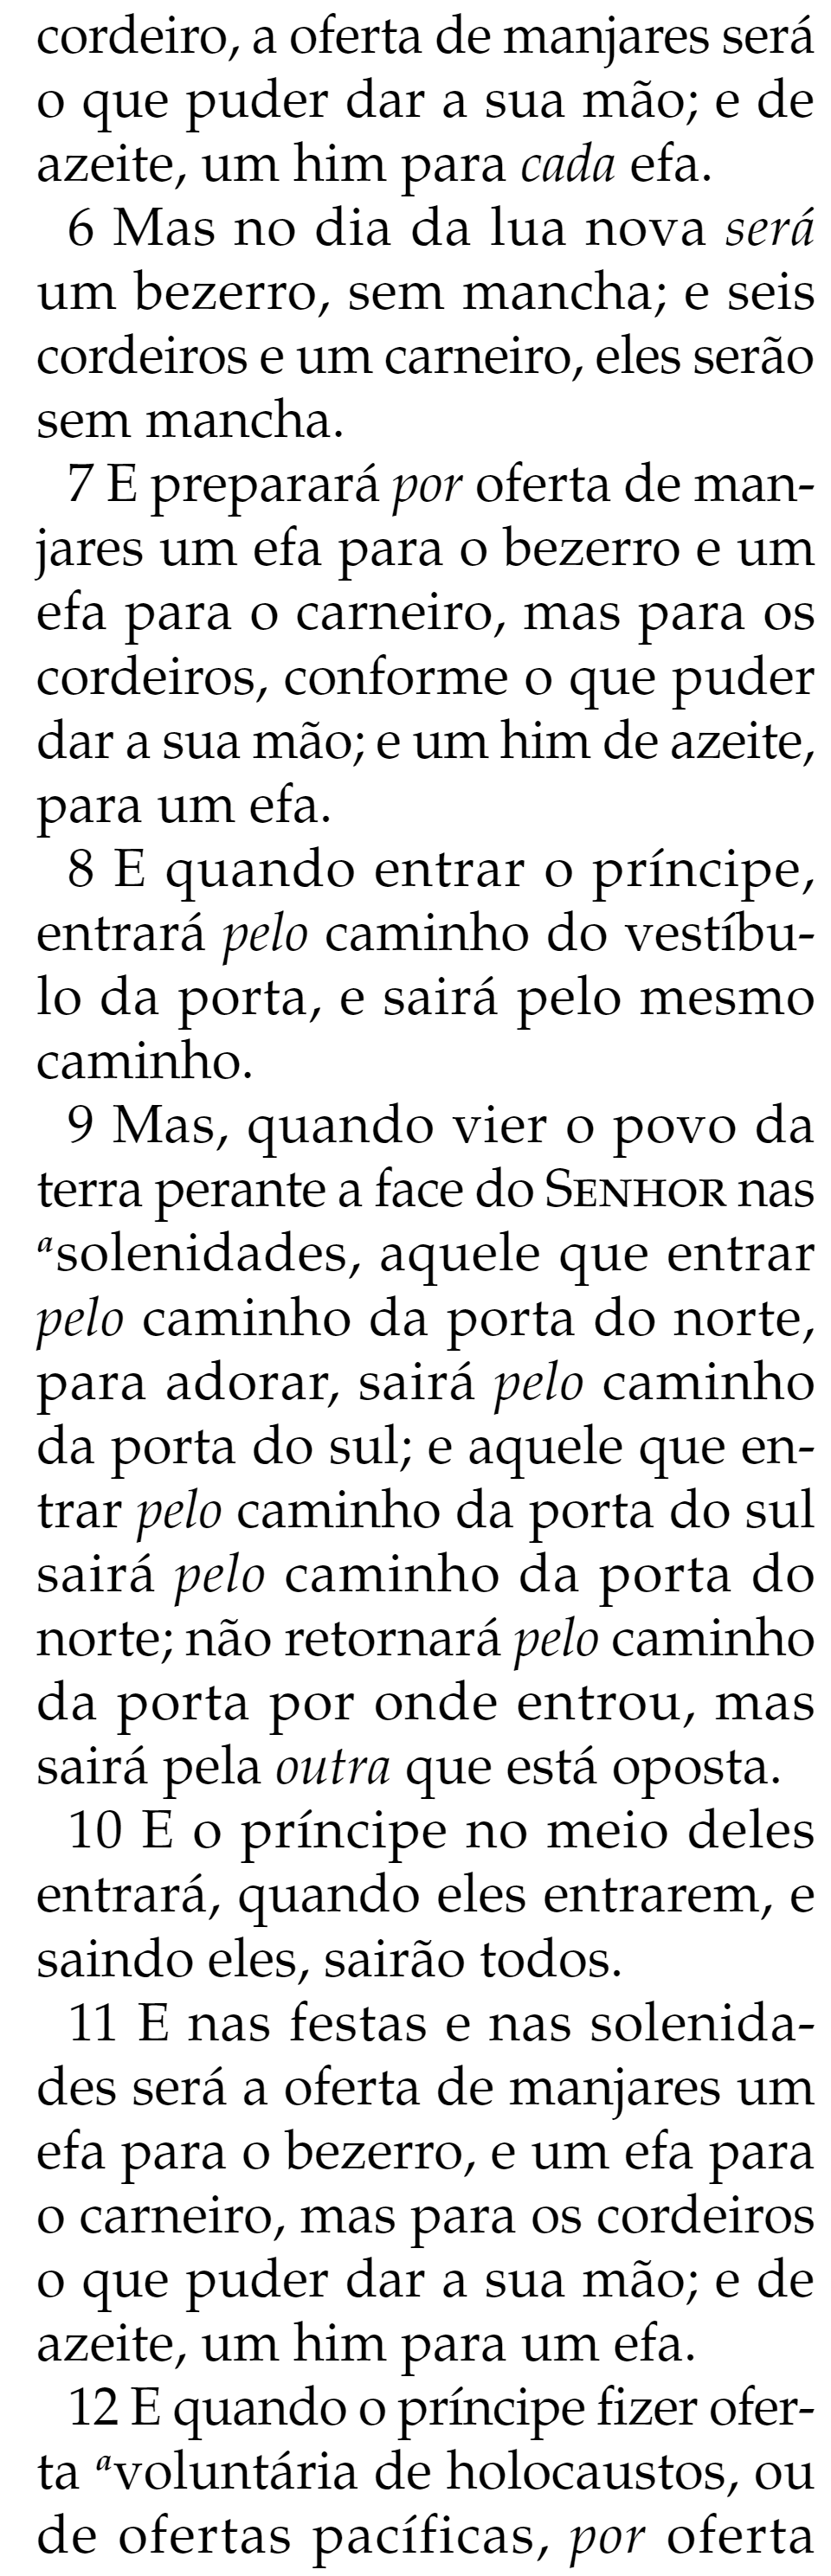 cordeiro, a oferta de manjares será
o que puder dar a sua mão; e de
azeite, um him para cada efa.
6 Mas no dia da lua nova será
um bezerro, sem mancha; e seis
cordeiros e um carneiro, eles serão
sem mancha.
7 E preparará por oferta de man-
jares um efa para o bezerro e um
efa para o carneiro, mas para os
cordeiros, conforme o que puder
dar a sua mão; e um him de azeite,
para um efa.
8 E quando entrar o príncipe,
entrará pelo caminho do vestíbu-
lo da porta, e sairá pelo mesmo
caminho.
9 Mas, quando vier o povo da
terra perante a face do SENHOR nas
ᵃsolenidades, aquele que entrar
pelo caminho da porta do norte,
para adorar, sairá pelo caminho
da porta do sul; e aquele que en-
trar pelo caminho da porta do sul
sairá pelo caminho da porta do
norte; não retornará pelo caminho
da porta por onde entrou, mas
sairá pela outra que está oposta.
10 E o príncipe no meio deles
entrará, quando eles entrarem, e
saindo eles, sairão todos.
11 E nas festas e nas solenida-
des será a oferta de manjares um
efa para o bezerro, e um efa para
o carneiro, mas para os cordeiros
o que puder dar a sua mão; e de
azeite, um him para um efa.
12 E quando o príncipe fizer ofer-
ta ᵃvoluntária de holocaustos, ou
de ofertas pacíficas, por oferta